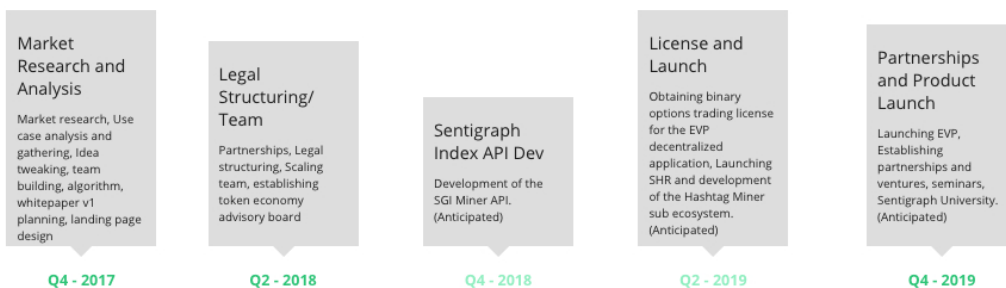 Market
Research and
Analysis
Market research, Use
case analysis and
gathering, Idea
tweaking, team
building, algorithm,
whitepaper v1
planning, landing page
design
Q4 - 2017
Legal
Structuring/
Team
Partnerships, Legal
structuring, Scaling
team, establishing
token economy
advisory board
Q2 - 2018
Sentigraph
Index API Dev
Development of the
SGI Miner API.
(Anticipated)
Q4 - 2018
License and
Launch
Obtaining binary
options trading license
for the EVP
decentralized
application, Launching
SHR and development
of the Hashtag Miner
sub ecosystem.
(Anticipated)
Q2 - 2019
Partnerships
and Product
Launch
Launching EVP,
Establishing
partnerships and
ventures, seminars,
Sentigraph University.
(Anticipated)
Q4 - 2019